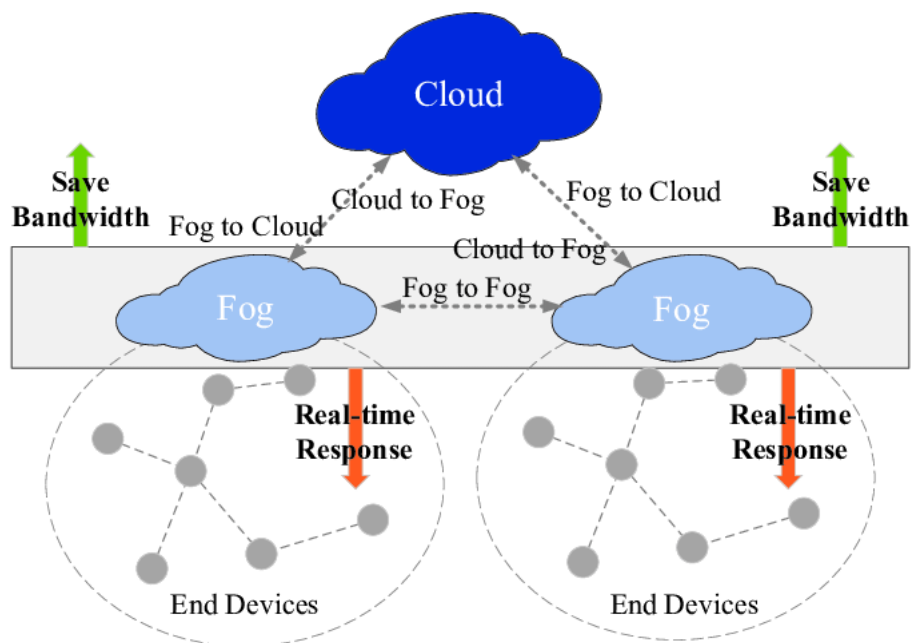 Cloud
Save
Bandwidth
Cloud to Fog
Fog to Cloud
Fog to Cloud
Cloud to Fog
Save
Bandwidth
Fog
Fog to Fog
Fog
Real-time
Response
Real-time
Response
End Devices
End Devices